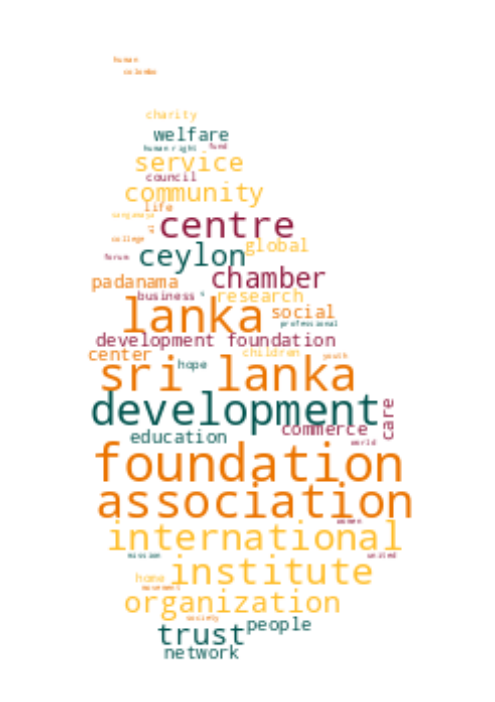 human
colombo
charity
welfare
human right fund
service
council
community
life
sangamaya
centre
college
ceylon global
forum
chamber
padanama
business research
lanka social
professional
development foundation
center children youth
hope
sri lanka
development care
education commerce
world
foundation
association
women
international
mission united
institute
home
movement
organization
society
trust people
network